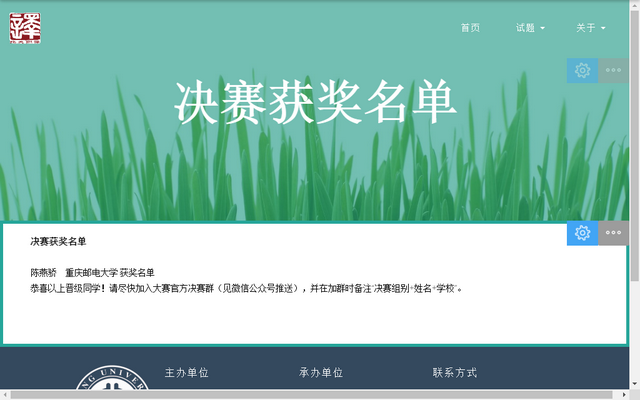 首页
试题
关于
决赛获奖名单
决赛获奖名单
陈燕骄 重庆邮电大学 获奖名单
恭喜以上晋级同学！请尽快加入大赛官方决赛群（见微信公众号推送），并在加群时备注“决赛组别+姓名+学校”。
主办单位
承办单位
联系方式